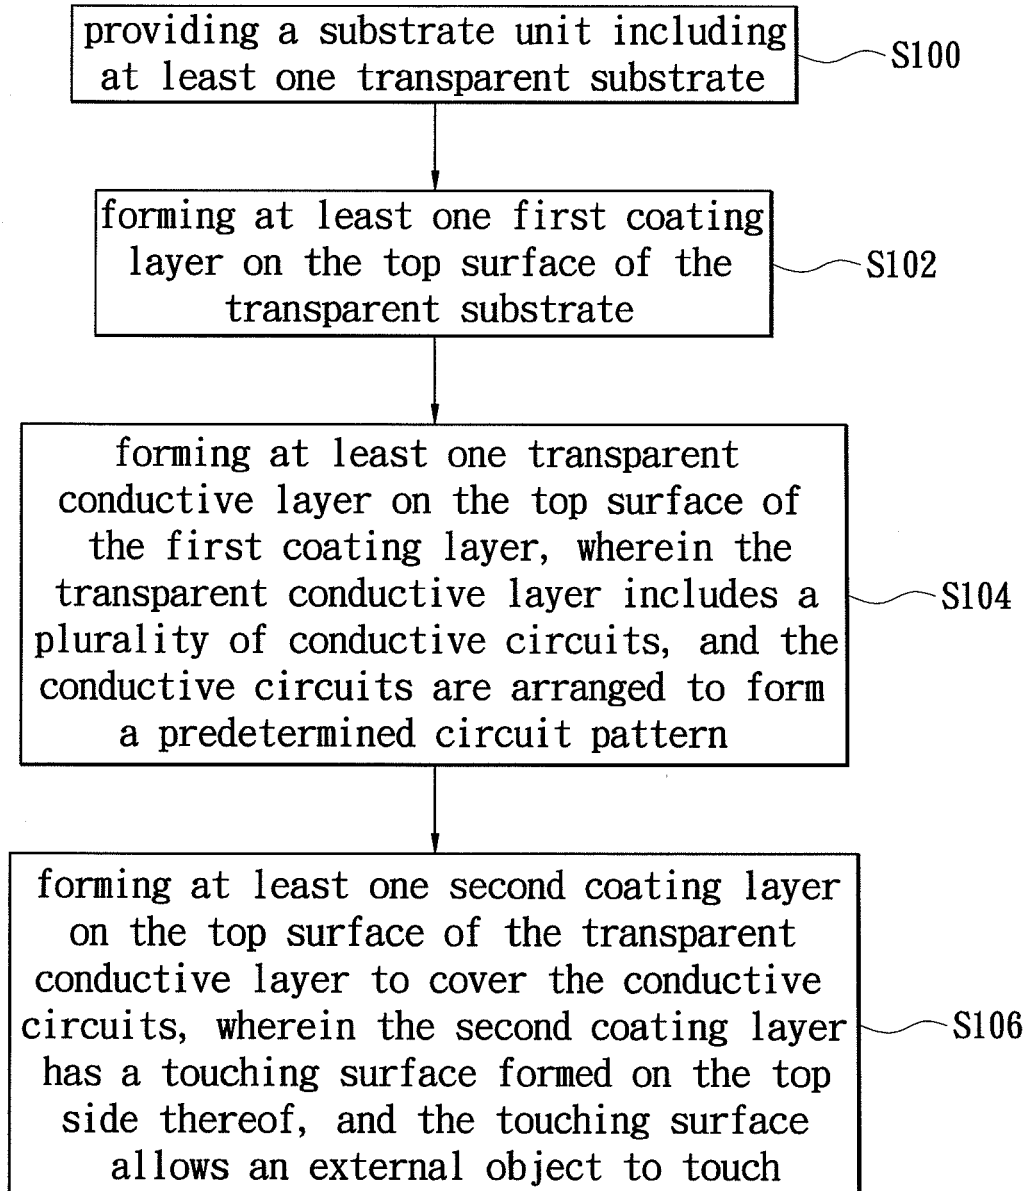 providing a substrate unit including
at least one transparent substrate
S100
forming at least one first coating
layer on the top surface of the
transparent substrate
S102
forming at least one transparent
conductive layer on the top surface of
the first coating layer, wherein the
transparent conductive layer includes a
plurality of conductive circuits, and the
conductive circuits are arranged to form
a predetermined circuit pattern
S104
forming at least one second coating layer
on the top surface of the transparent
conductive layer to cover the conductive
circuits, wherein the second coating layer
has a touching surface formed on the top
side thereof, and the touching surface
allows an external object to touch
S106